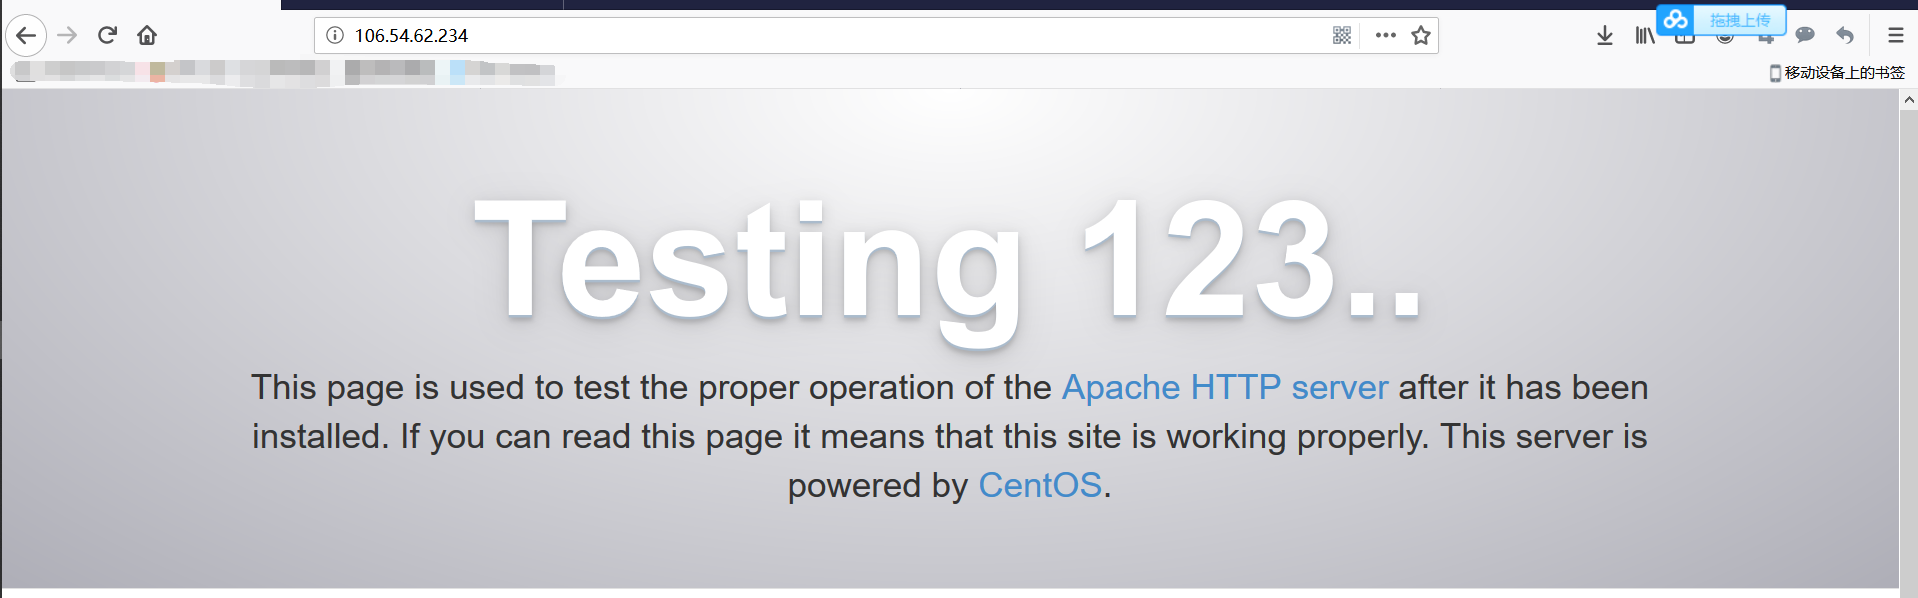 106.54.62.234
拖拽上传
移动设备上的书签
Testing 123..
This page is used to test the proper operation of the Apache HTTP server after it has been
installed. If you can read this page it means that this site is working properly. This server is
powered by CentOS.